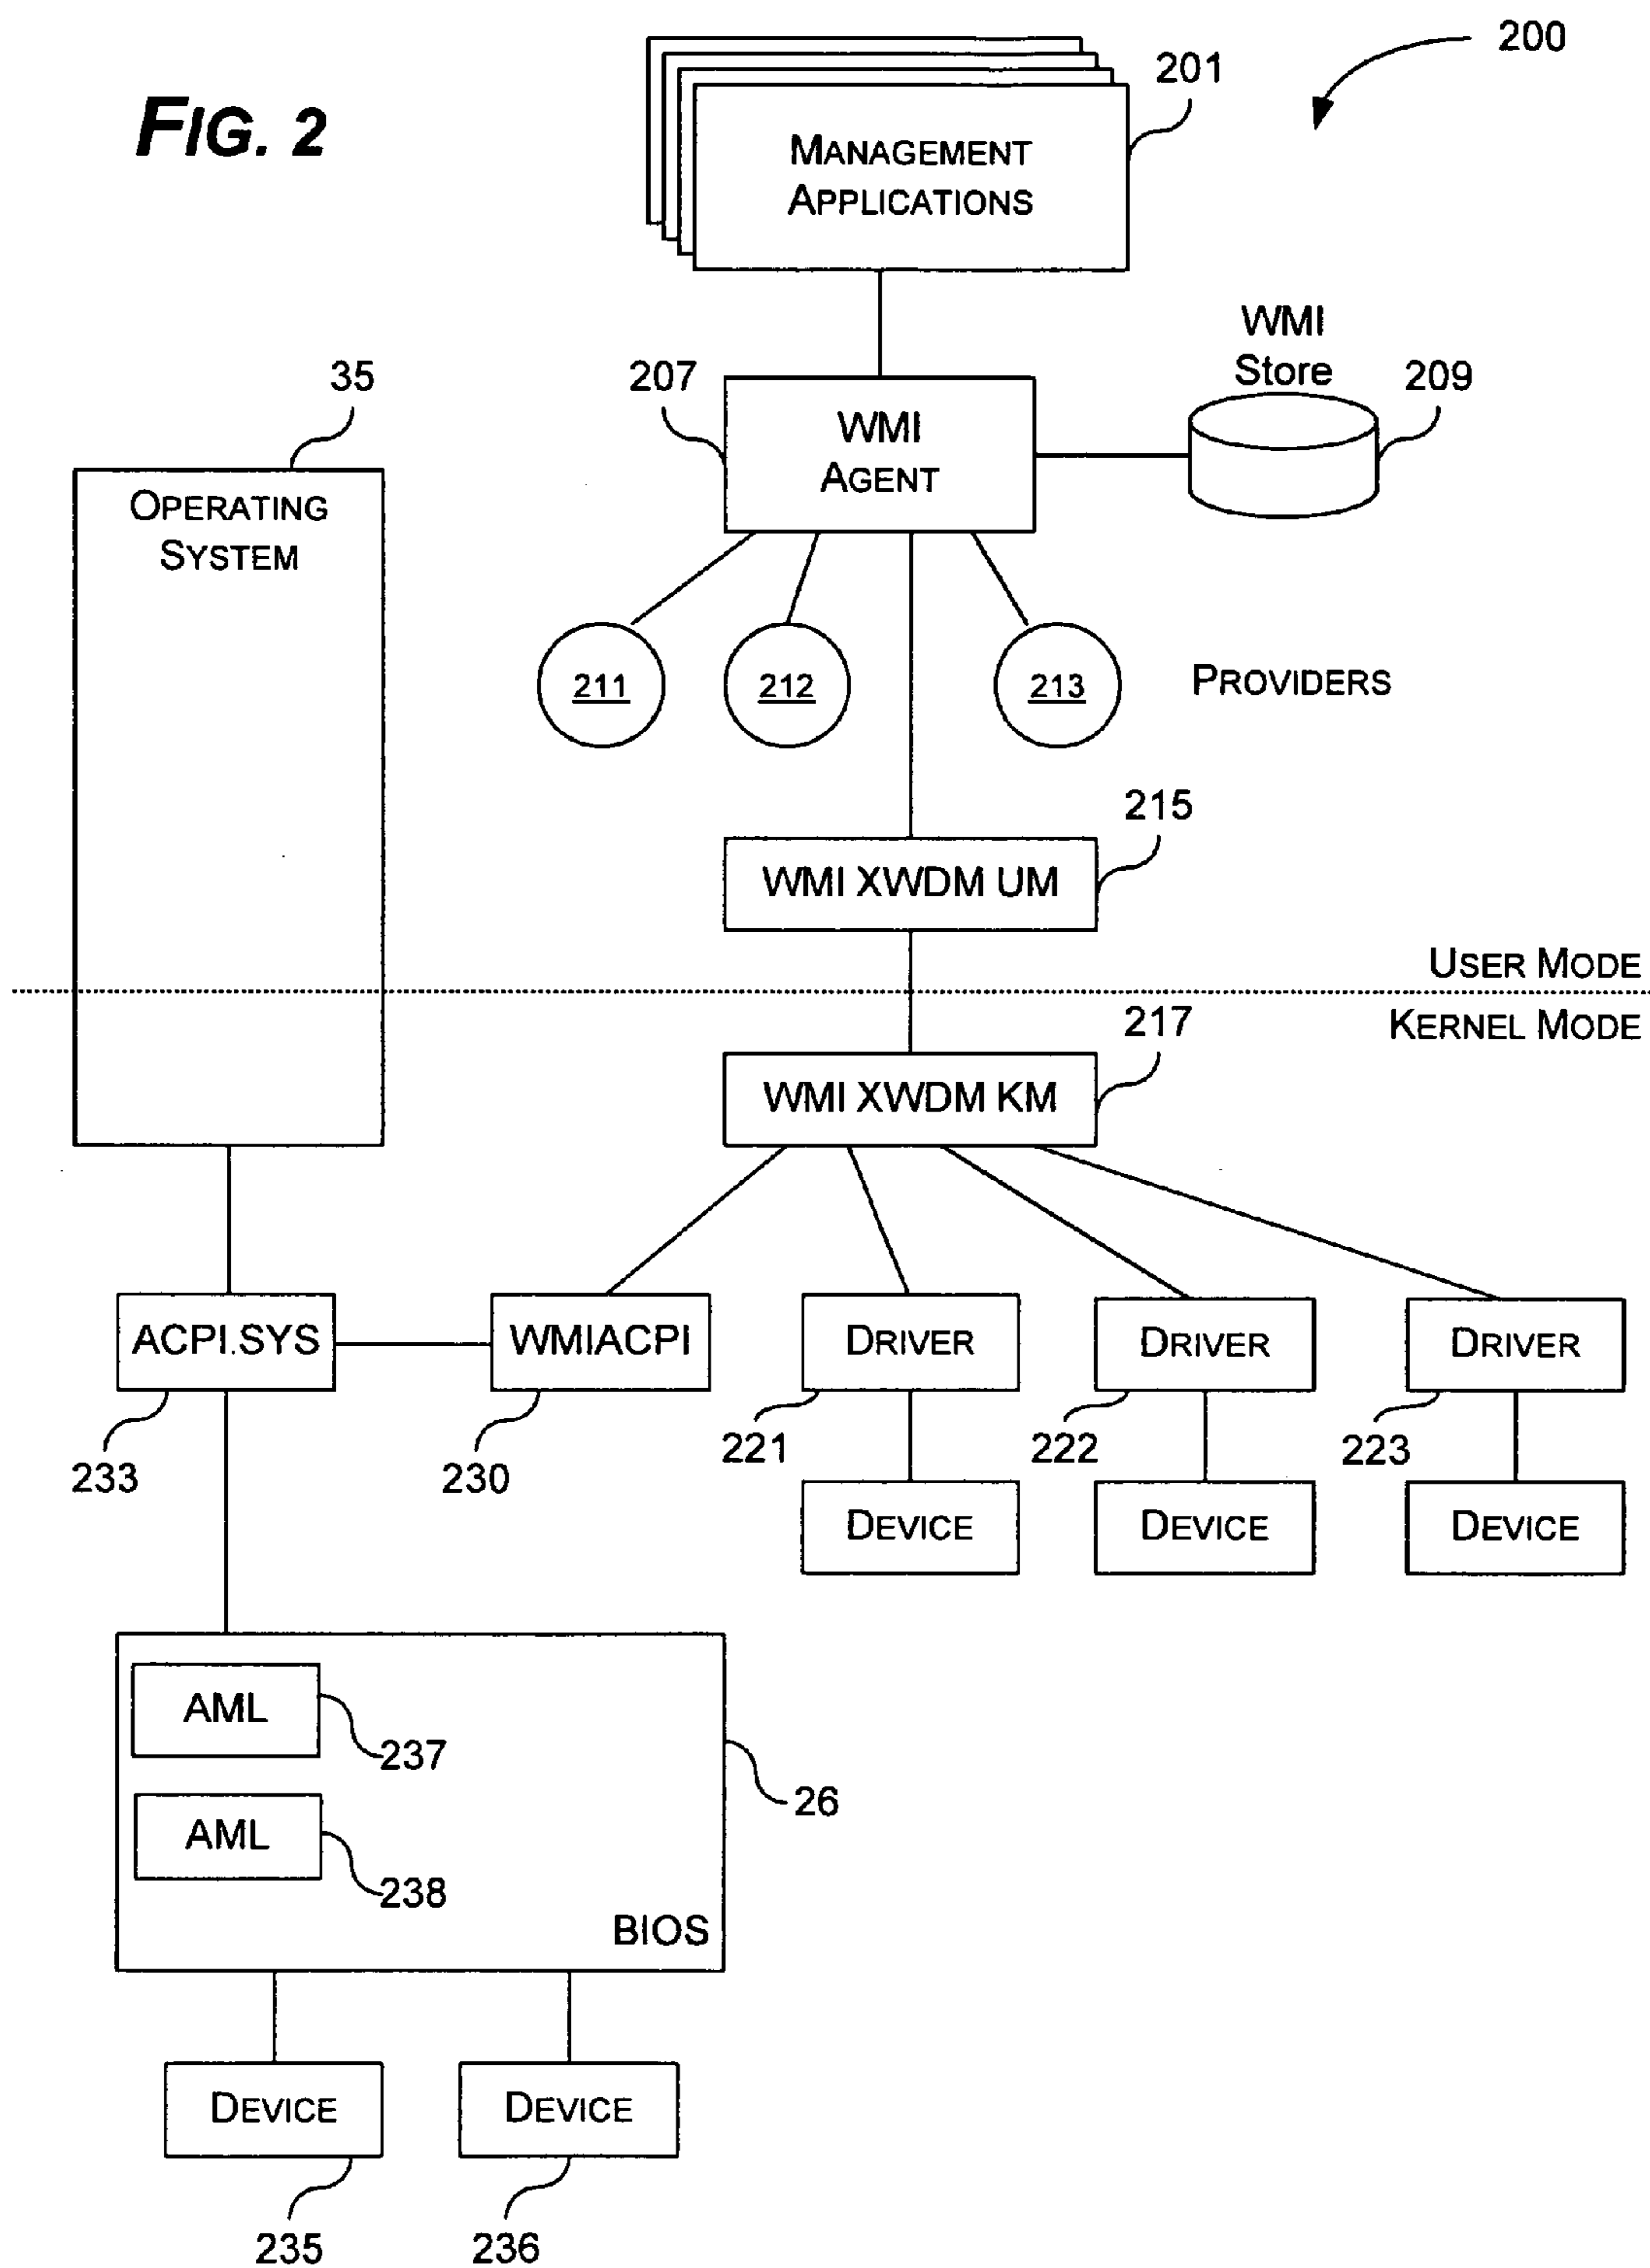 FIG. 2
200
201
MANAGEMENT
APPLICATIONS
WMI
Store
35
207
209
WMI
AGENT
OPERATING
SYSTEM
211
212
213
PROVIDERS
215
WMI XWDM UM
USER MODE
KERNEL MODE
217
WMI XWDM KM
ACPI.SYS
WMIACPI
DRIVER
DRIVER
DRIVER
233
230
221
222
223
DEVICE
DEVICE
DEVICE
AML
237
26
AML
238
BIOS
DEVICE
DEVICE
235
236